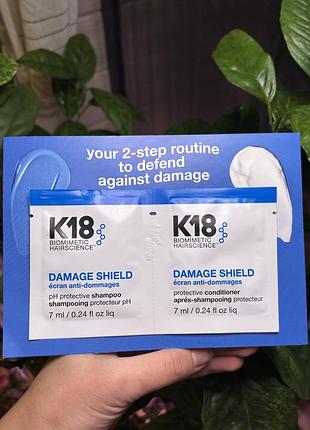 your 2-step routine
to defend
against damage
K18
BIOMIMETIC
HAIRSCIENCE
DAMAGE SHIELD
écran anti-dommages
pH protective shampoo
shampooing protecteur pH
7 ml / 0.24 fl oz liq
K18
BIOMIMETIC
HAIRSCIENCE
DAMAGE SHIELD
écran anti-dommages
protective conditioner
après-shampooing protecteur
7 ml / 0.24 fl oz liq